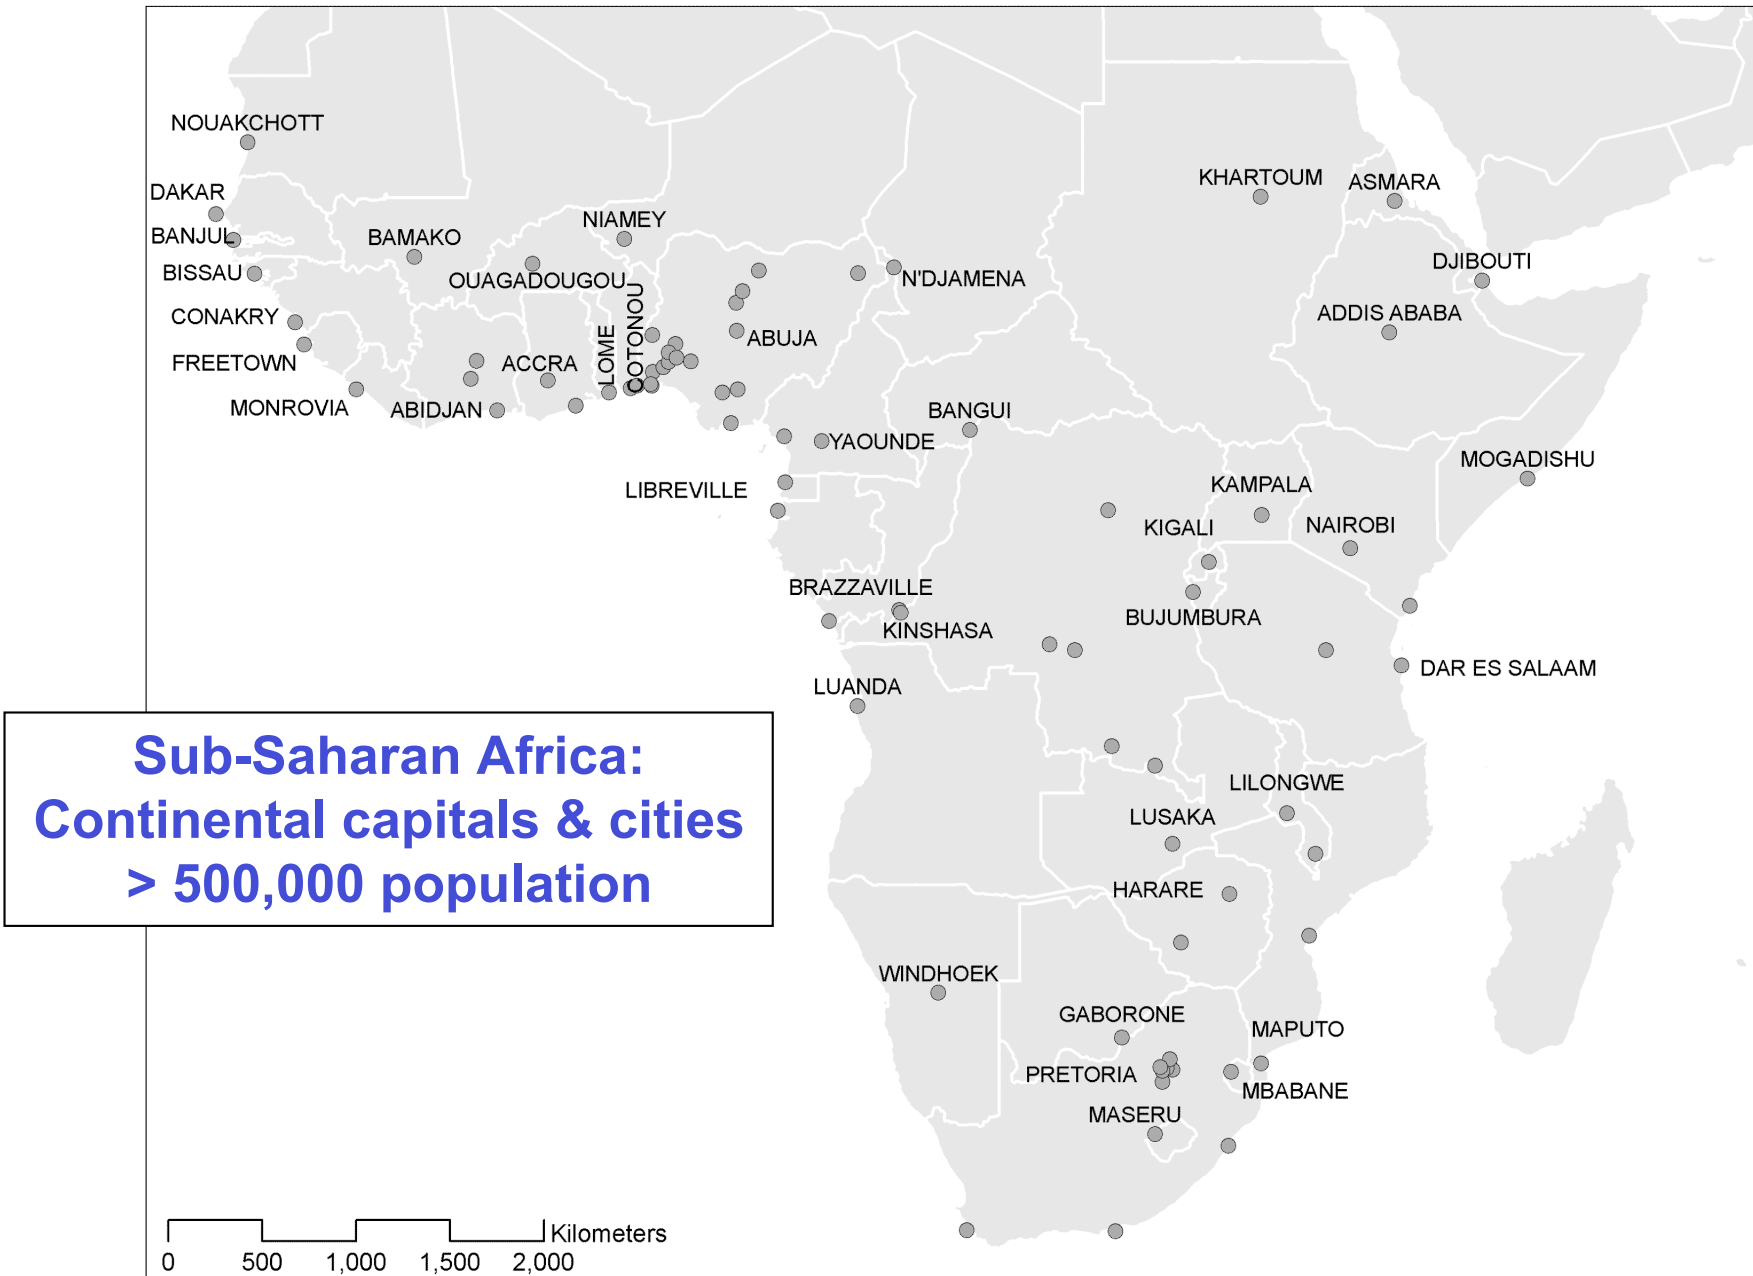 NOUAKCHOTT
KHARTOUM
ASMARA
DAKAR
NIAMEY
BANJUL
BAMAKO
BISSAU
OUAGADOUGOU
N'DJAMENA
DJIBOUTI
CONAKRY
ADDIS ABABA
LOME
COTONOU
ABUJA
FREETOWN
ACCRA
MONROVIA
ABIDJAN
BANGUI
YAOUNDE
MOGADISHU
LIBREVILLE
KAMPALA
KIGALI
NAIROBI
BRAZZAVILLE
KINSHASA
BUJUMBURA
DAR ES SALAAM
LUANDA
Sub-Saharan Africa:
Continental capitals & cities
> 500,000 population
LILONGWE
LUSAKA
HARARE
WINDHOEK
GABORONE
MAPUTO
PRETORIA
MBABANE
MASERU
Kilometers
0 500 1,000 1,500 2,000